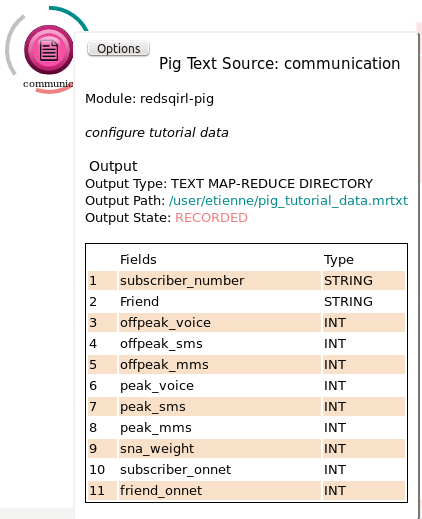 Options
Pig Text Source: communication
communic
Module: redsqirl-pig
configure tutorial data
Output
Output Type: TEXT MAP-REDUCE DIRECTORY
Output Path: /user/etienne/pig_tutorial_data.mrtxt
Output State: RECORDED
Fields Type
1 subscriber_number STRING
2 Friend STRING
3 offpeak_voice INT
4 offpeak_sms INT
5 offpeak_mms INT
6 peak_voice INT
7 peak_sms INT
8 peak_mms INT
9 sna_weight INT
10 subscriber_onnet INT
11 friend_onnet INT